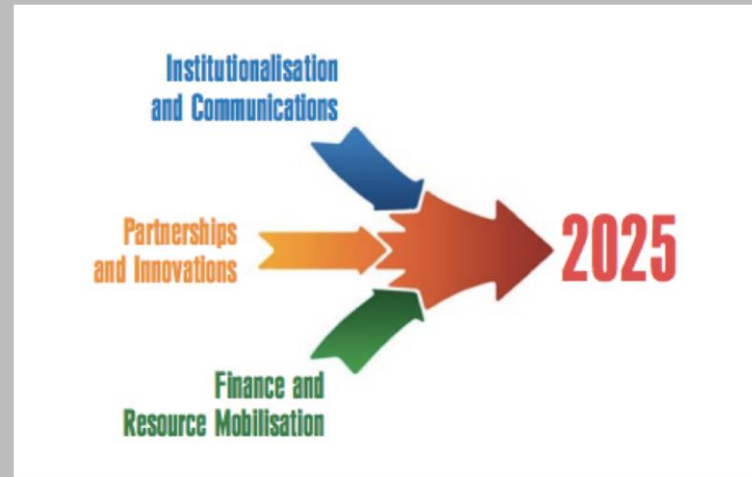 Institutionalisation
and Communications
Partnerships
and Innovations
2025
Finance and
Resource Mobilisation